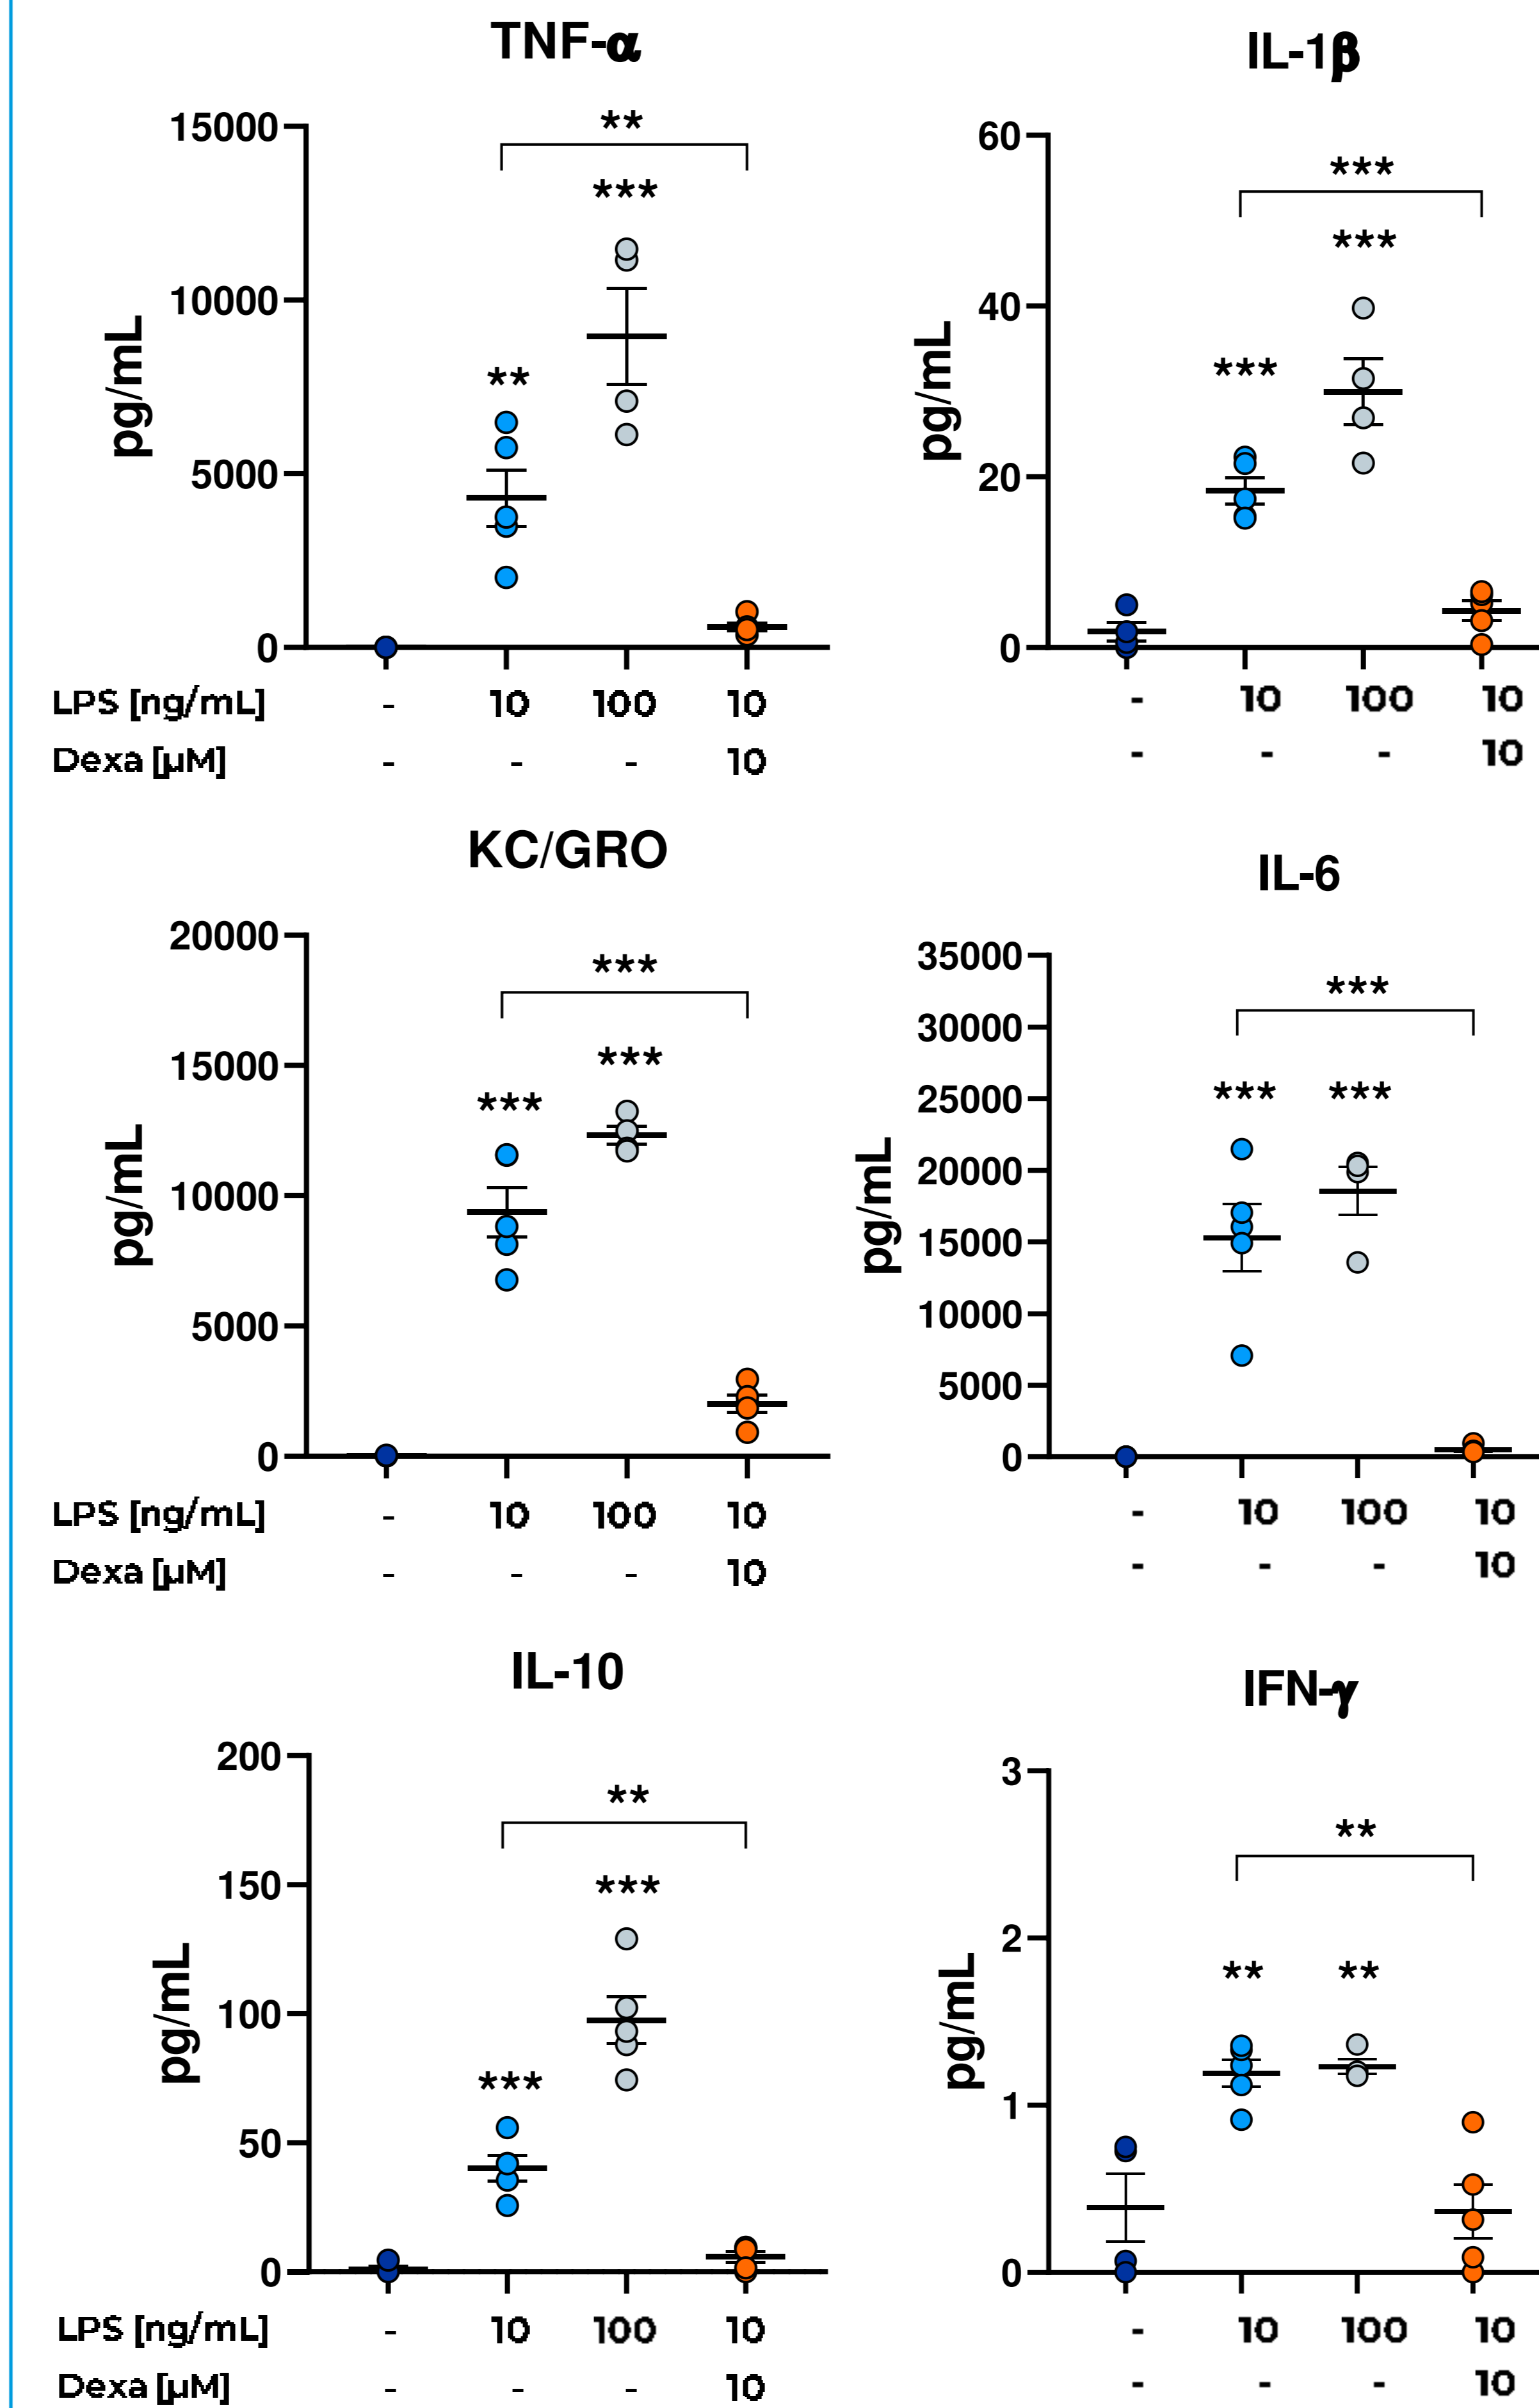 TNF-α
**
15000
***
10000
**
pg/mL
5000
0
LPS [ng/mL] - 10 100 10
Dexa [µM] - - - 10
IL-1β
60
***
***
40
***
pg/mL
20
0
- 10 100 10
- - - 10
KC/GRO
20000
***
15000
***
***
10000
pg/mL
5000
0
LPS [ng/mL] - 10 100 10
Dexa [µM] - - - 10
IL-6
35000
***
30000
25000
*** ***
20000
pg/mL
15000
10000
5000
0
- 10 100 10
- - - 10
IL-10
200
**
150
***
100
pg/mL
***
50
0
LPS [ng/mL] - 10 100 10
Dexa [µM] - - - 10
IFN-γ
3
**
2
** **
pg/mL
1
0
- 10 100 10
- - - 10